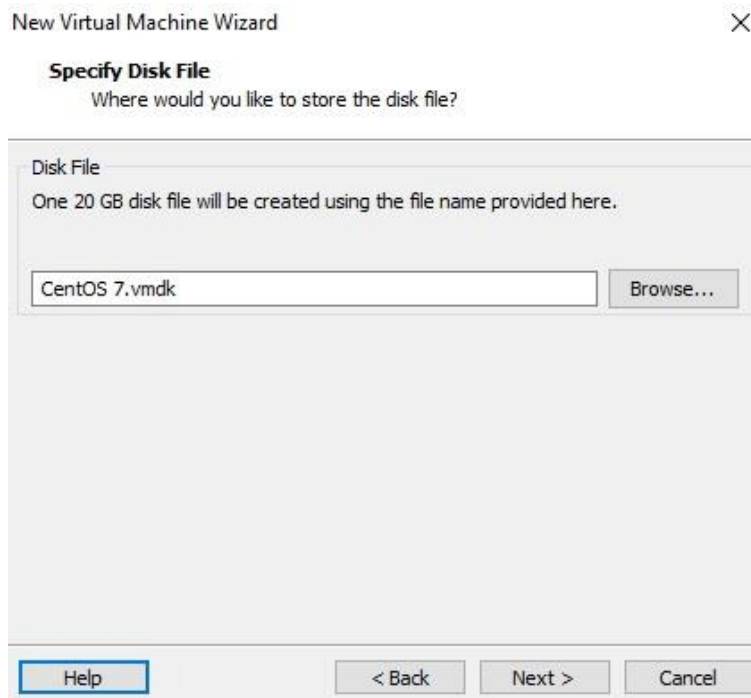 New Virtual Machine Wizard
Specify Disk File
Where would you like to store the disk file?
Disk File
One 20 GB disk file will be created using the file name provided here.
CentOS 7.vmdk
Browse...
Help
< Back
Next >
Cancel